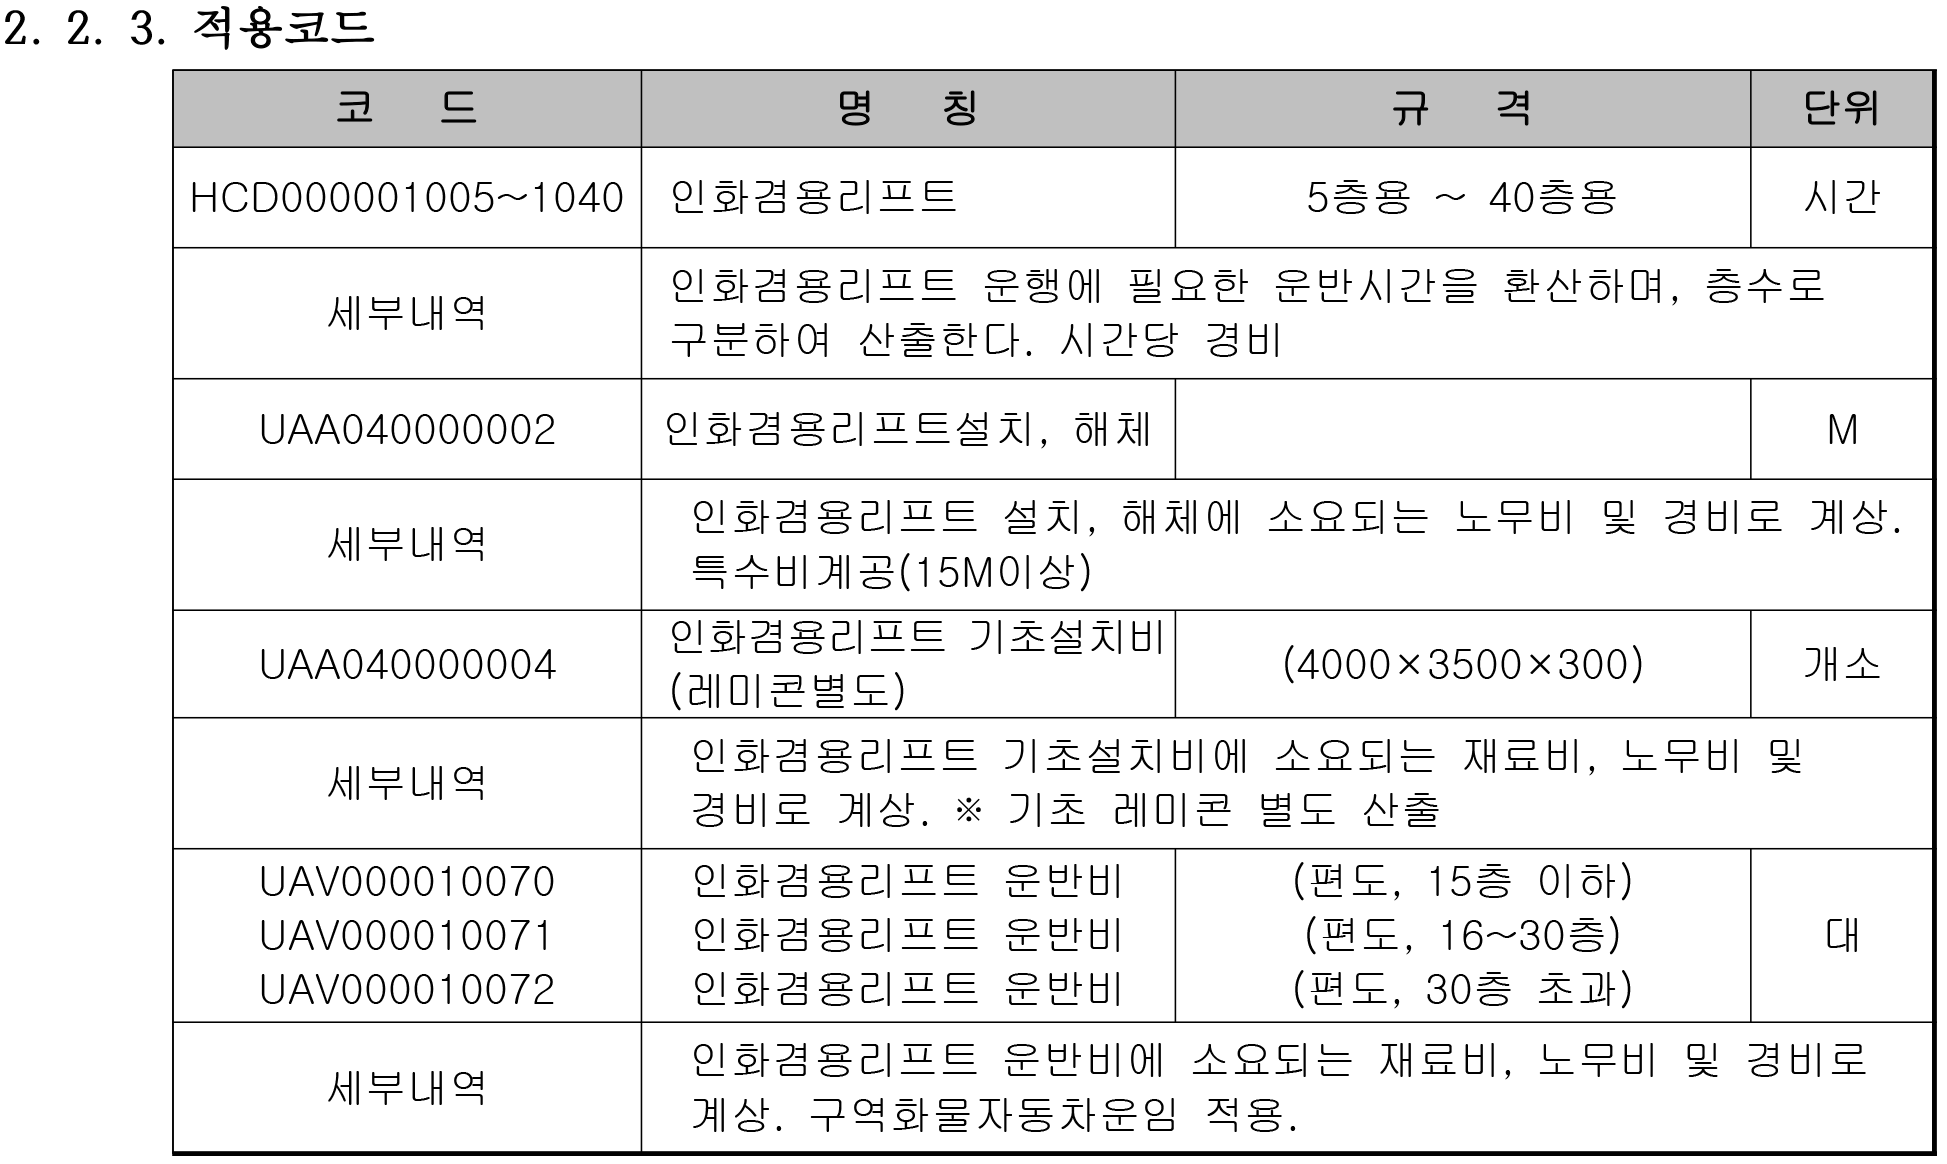 2. 2. 3. 적용코드
코 드 명 칭 규 격 단위
HCD000001005~1040 인화겸용리프트 5층용 ~ 40층용 시간
세부내역
인화겸용리프트 운행에 필요한 운반시간을 환산하며, 층수로
구분하여 산출한다. 시간당 경비
UAA040000002 인화겸용리프트설치, 해체 M
세부내역
인화겸용리프트 설치, 해체에 소요되는 노무비 및 경비로 계상.
특수비계공(15M이상)
UAA040000004
인화겸용리프트 기초설치비
(레미콘별도)
(4000×3500×300) 개소
세부내역
인화겸용리프트 기초설치비에 소요되는 재료비, 노무비 및
경비로 계상. ※ 기초 레미콘 별도 산출
UAV000010070 인화겸용리프트 운반비 (편도, 15층 이하)
UAV000010071 인화겸용리프트 운반비 (편도, 16~30층) 대
UAV000010072 인화겸용리프트 운반비 (편도, 30층 초과)
세부내역
인화겸용리프트 운반비에 소요되는 재료비, 노무비 및 경비로
계상. 구역화물자동차운임 적용.